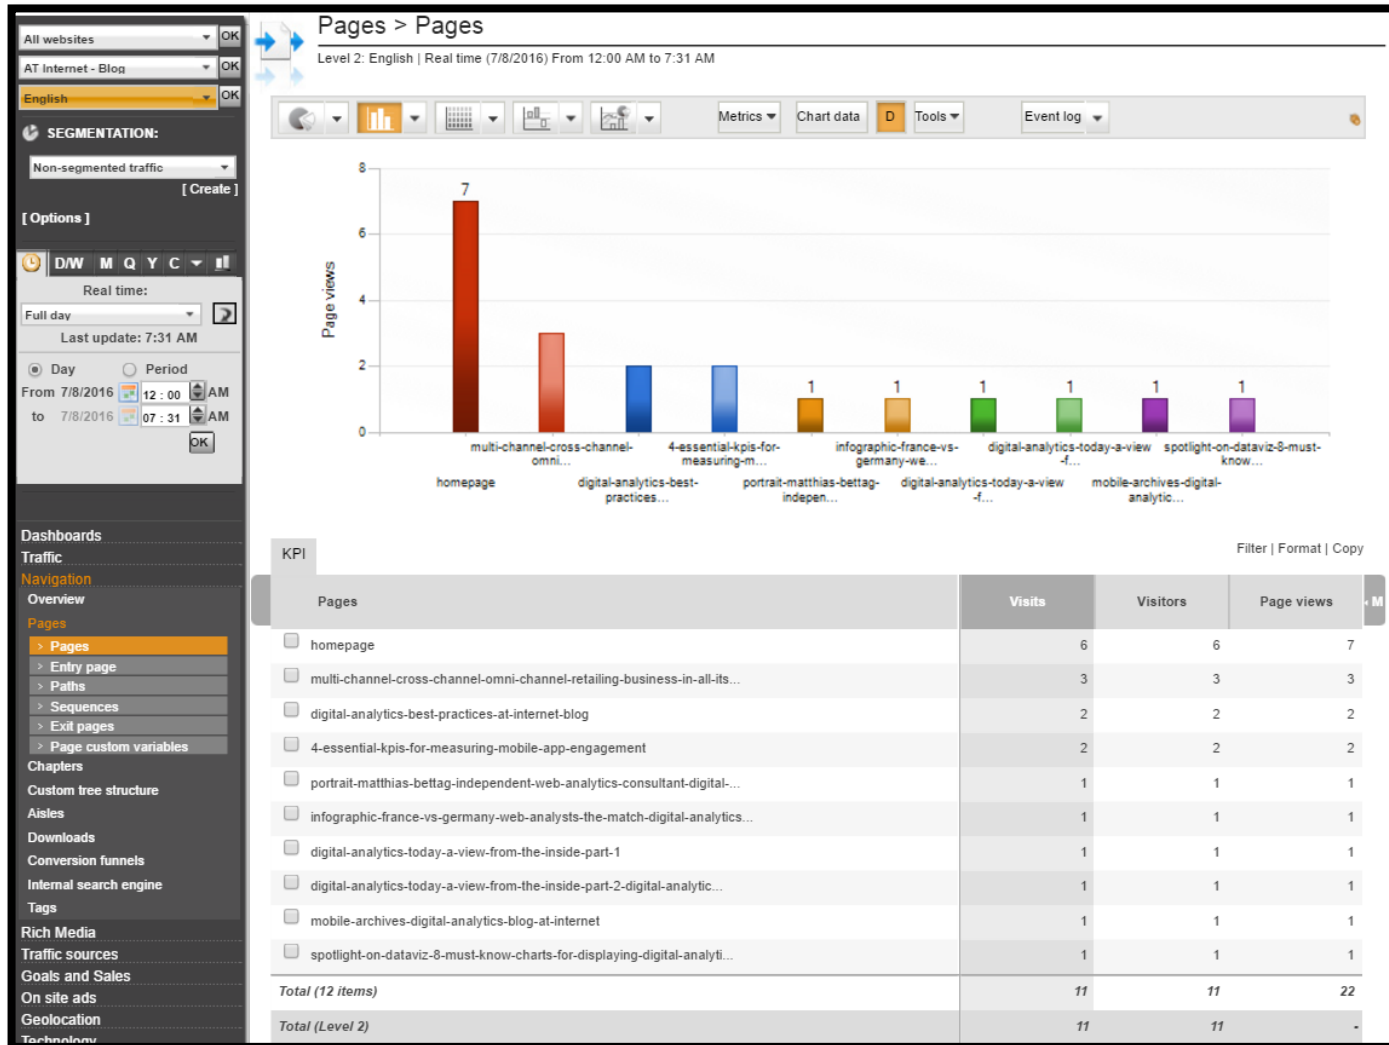 All websites OK
AT Internet - Blog OK
English OK
SEGMENTATION:
Non-segmented traffic
[ Create ]
[ Options ]
D/W M Q Y C
Real time:
Full day
Last update: 7:31 AM
Day Period
From 7/8/2016 12 : 00 AM
to 7/8/2016 07 : 31 AM
OK
Dashboards
Traffic
Navigation
Overview
Pages
> Pages
> Entry page
> Paths
> Sequences
> Exit pages
> Page custom variables
Chapters
Custom tree structure
Aisles
Downloads
Conversion funnels
Internal search engine
Tags
Rich Media
Traffic sources
Goals and Sales
On site ads
Geolocation
Technology
Pages > Pages
Level 2: English | Real time (7/8/2016) From 12:00 AM to 7:31 AM
Metrics Chart data D Tools Event log
Page views
8
6
4
2
0
7
1 1 1 1 1 1
multi-channel-cross-channel-omni...
4-essential-kpis-for-measuring-m...
infographic-france-vs-germany-we...
digital-analytics-today-a-view-f...
spotlight-on-dataviz-8-must-know...
homepage
digital-analytics-best-practices...
portrait-matthias-bettag-indepen...
digital-analytics-today-a-view-f...
mobile-archives-digital-analytic...
KPI
Filter | Format | Copy
Pages Visits Visitors Page views M
homepage 6 6 7
multi-channel-cross-channel-omni-channel-retailing-business-in-all-its... 3 3 3
digital-analytics-best-practices-at-internet-blog 2 2 2
4-essential-kpis-for-measuring-mobile-app-engagement 2 2 2
portrait-matthias-bettag-independent-web-analytics-consultant-digital-... 1 1 1
infographic-france-vs-germany-web-analysts-the-match-digital-analytics... 1 1 1
digital-analytics-today-a-view-from-the-inside-part-1 1 1 1
digital-analytics-today-a-view-from-the-inside-part-2-digital-analytic... 1 1 1
mobile-archives-digital-analytics-blog-at-internet 1 1 1
spotlight-on-dataviz-8-must-know-charts-for-displaying-digital-analyti... 1 1 1
Total (12 items) 11 11 22
Total (Level 2) 11 11 -